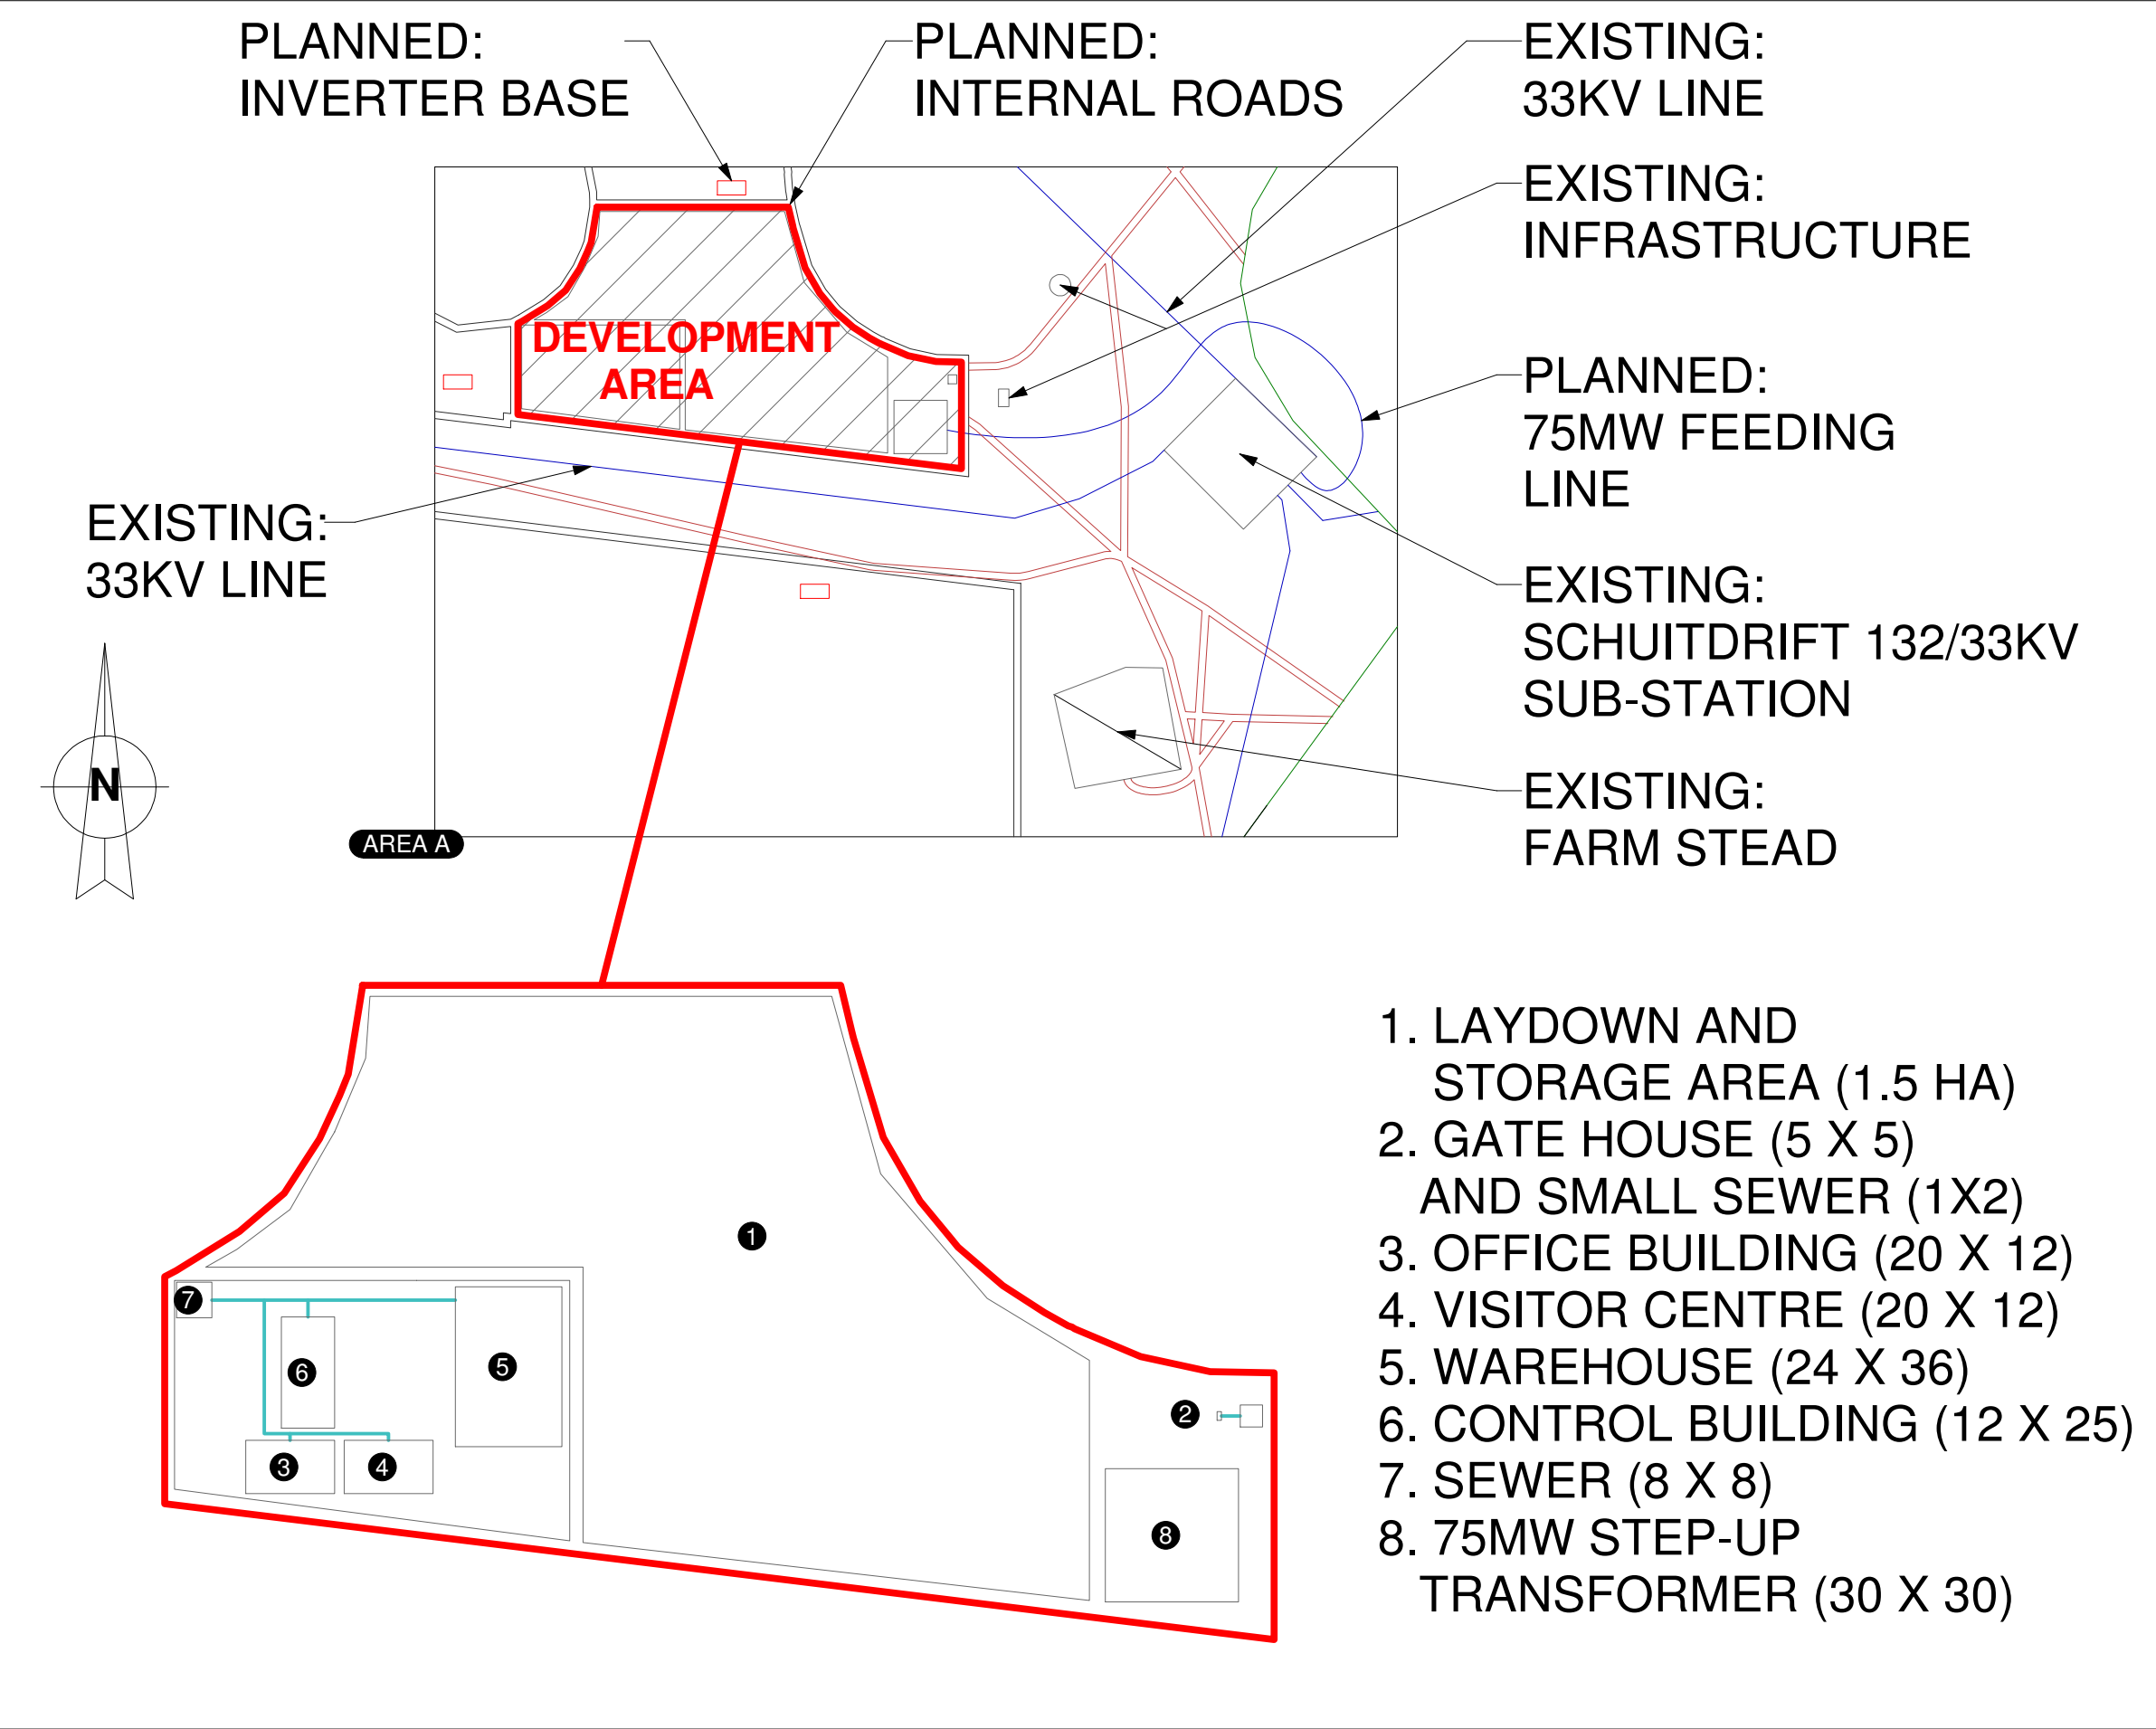 PLANNED:
INVERTER BASE
PLANNED:
INTERNAL ROADS
EXISTING:
33KV LINE
EXISTING:
INFRASTRUCTURE
DEVELOPMENT
AREA
PLANNED:
75MW FEEDING
LINE
EXISTING:
33KV LINE
EXISTING:
SCHUITDRIFT 132/33KV
SUB-STATION
N
EXISTING:
FARM STEAD
AREA A
1. LAYDOWN AND
STORAGE AREA (1.5 HA)
2. GATE HOUSE (5 X 5)
AND SMALL SEWER (1X2)
3. OFFICE BUILDING (20 X 12)
4. VISITOR CENTRE (20 X 12)
5. WAREHOUSE (24 X 36)
6. CONTROL BUILDING (12 X 25)
7. SEWER (8 X 8)
8. 75MW STEP-UP
TRANSFORMER (30 X 30)
1
7
6
5
2
3
4
8